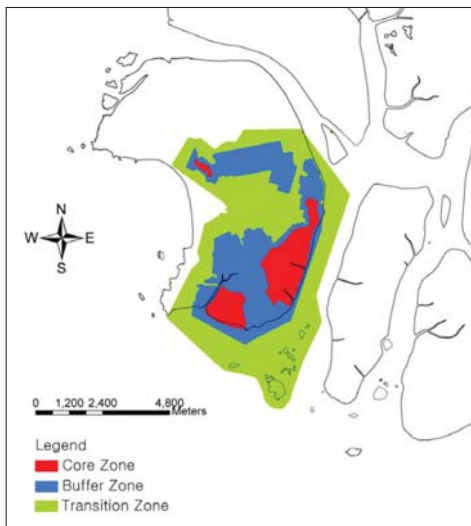 N
W E
S
0 1,200 2,400 4,800
Meters
Legend
Core Zone
Buffer Zone
Transition Zone